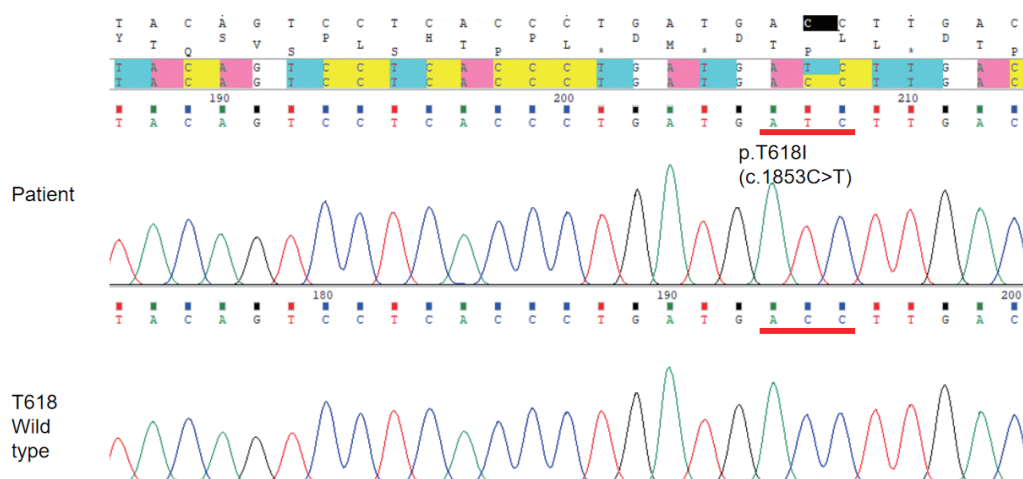 T A C A G T C C T C A C C C T G A T G A C C T T G A C
Y S P H P D D L D
T V L T L M T L T
Q S S P * * P * P
T A C A G T C C T C A C C C T G A T G A T C T T G A C
T A C A G T C C T C A C C C T G A T G A C C T T G A C
190 200 210
T A C A G T C C T C A C C C T G A T G A T C T T G A C
p.T618I
(c.1853C>T)
Patient
180 190 200
T A C A G T C C T C A C C C T G A T G A C C T T G A C
T618
Wild
type